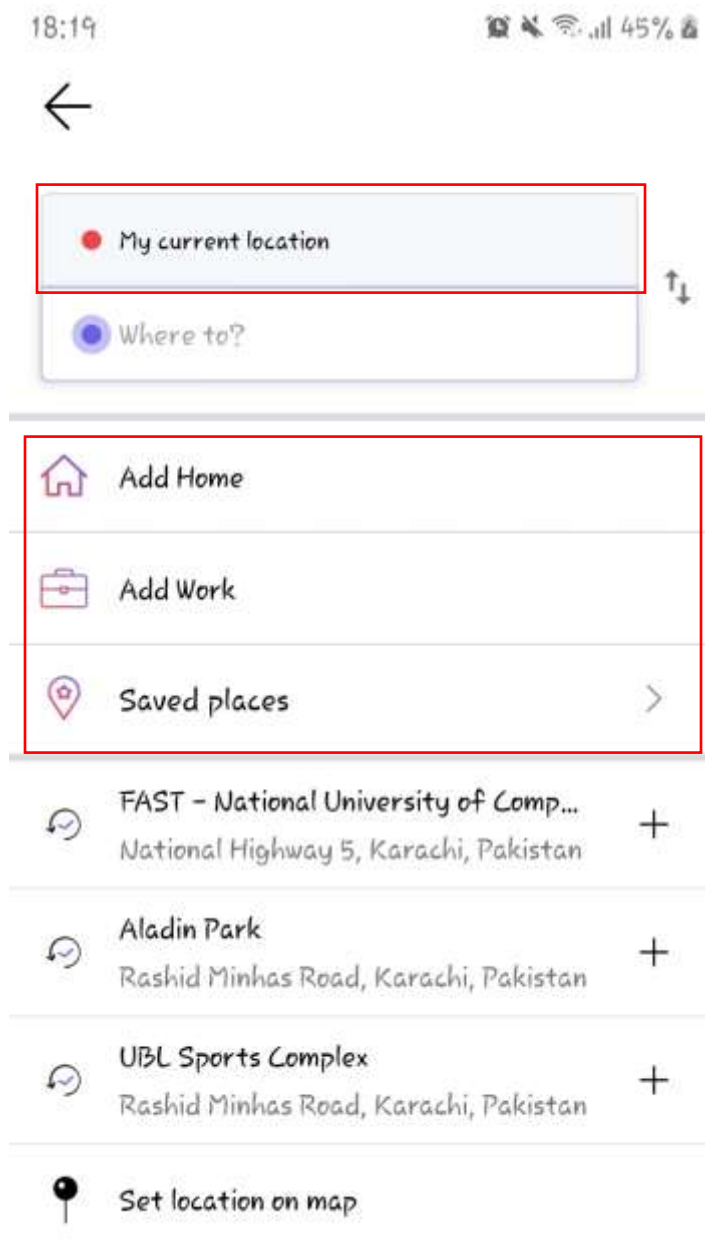 18:19
45%
My current location
Where to?
Add Home
Add Work
Saved places
FAST - National University of Comp...
National Highway 5, Karachi, Pakistan
Aladin Park
Rashid Minhas Road, Karachi, Pakistan
UBL Sports Complex
Rashid Minhas Road, Karachi, Pakistan
Set location on map